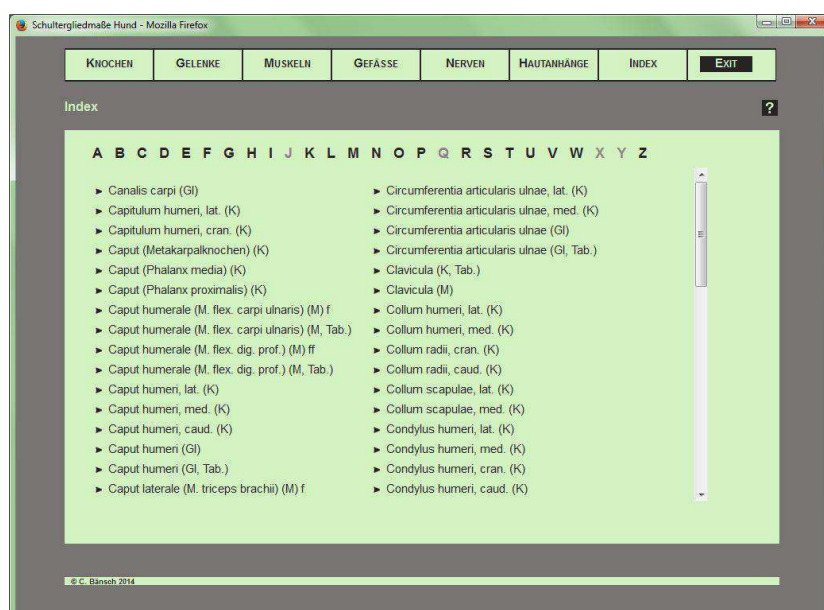 Schultergliedmaße Hund - Mozilla Firefox
KNOCHEN GELENKE MUSKELN GEFÄSSE NERVEN HAUTANHÄNGE INDEX EXIT
Index ?
A B C D E F G H I J K L M N O P Q R S T U V W X Y Z
► Canalis carpi (Gl)
► Capitulum humeri, lat. (K)
► Capitulum humeri, cran. (K)
► Caput (Metakarpalknochen) (K)
► Caput (Phalanx media) (K)
► Caput (Phalanx proximalis) (K)
► Caput humerale (M. flex. carpi ulnaris) (M) f
► Caput humerale (M. flex. carpi ulnaris) (M, Tab.)
► Caput humerale (M. flex. dig. prof.) (M) ff
► Caput humerale (M. flex. dig. prof.) (M, Tab.)
► Caput humeri, lat. (K)
► Caput humeri, med. (K)
► Caput humeri, caud. (K)
► Caput humeri (Gl)
► Caput humeri (Gl, Tab.)
► Caput laterale (M. triceps brachii) (M) f
► Circumferentia articularis ulnae, lat. (K)
► Circumferentia articularis ulnae, med. (K)
► Circumferentia articularis ulnae (Gl)
► Circumferentia articularis ulnae (Gl, Tab.)
► Clavicula (K, Tab.)
► Clavicula (M)
► Collum humeri, lat. (K)
► Collum humeri, med. (K)
► Collum radii, cran. (K)
► Collum radii, caud. (K)
► Collum scapulae, lat. (K)
► Collum scapulae, med. (K)
► Condylus humeri, lat. (K)
► Condylus humeri, med. (K)
► Condylus humeri, cran. (K)
► Condylus humeri, caud. (K)
© C. Bänsch 2014